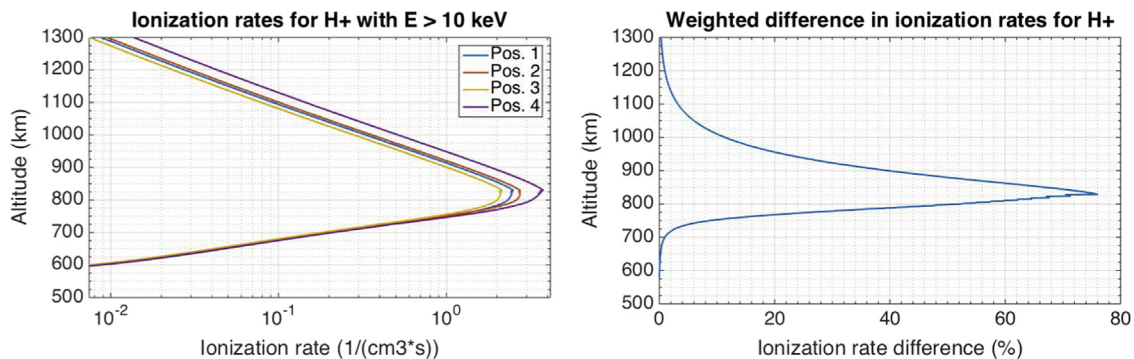 Ionization rates for H+ with E > 10 keV
1300
1200
1100
1000
900
800
700
600
500
Altitude (km)
Pos. 1
Pos. 2
Pos. 3
Pos. 4
10-2
10-1
100
Ionization rate (1/(cm3*s))
Weighted difference in ionization rates for H+
1300
1200
1100
1000
900
800
700
600
500
Altitude (km)
0
20
40
60
80
Ionization rate difference (%)